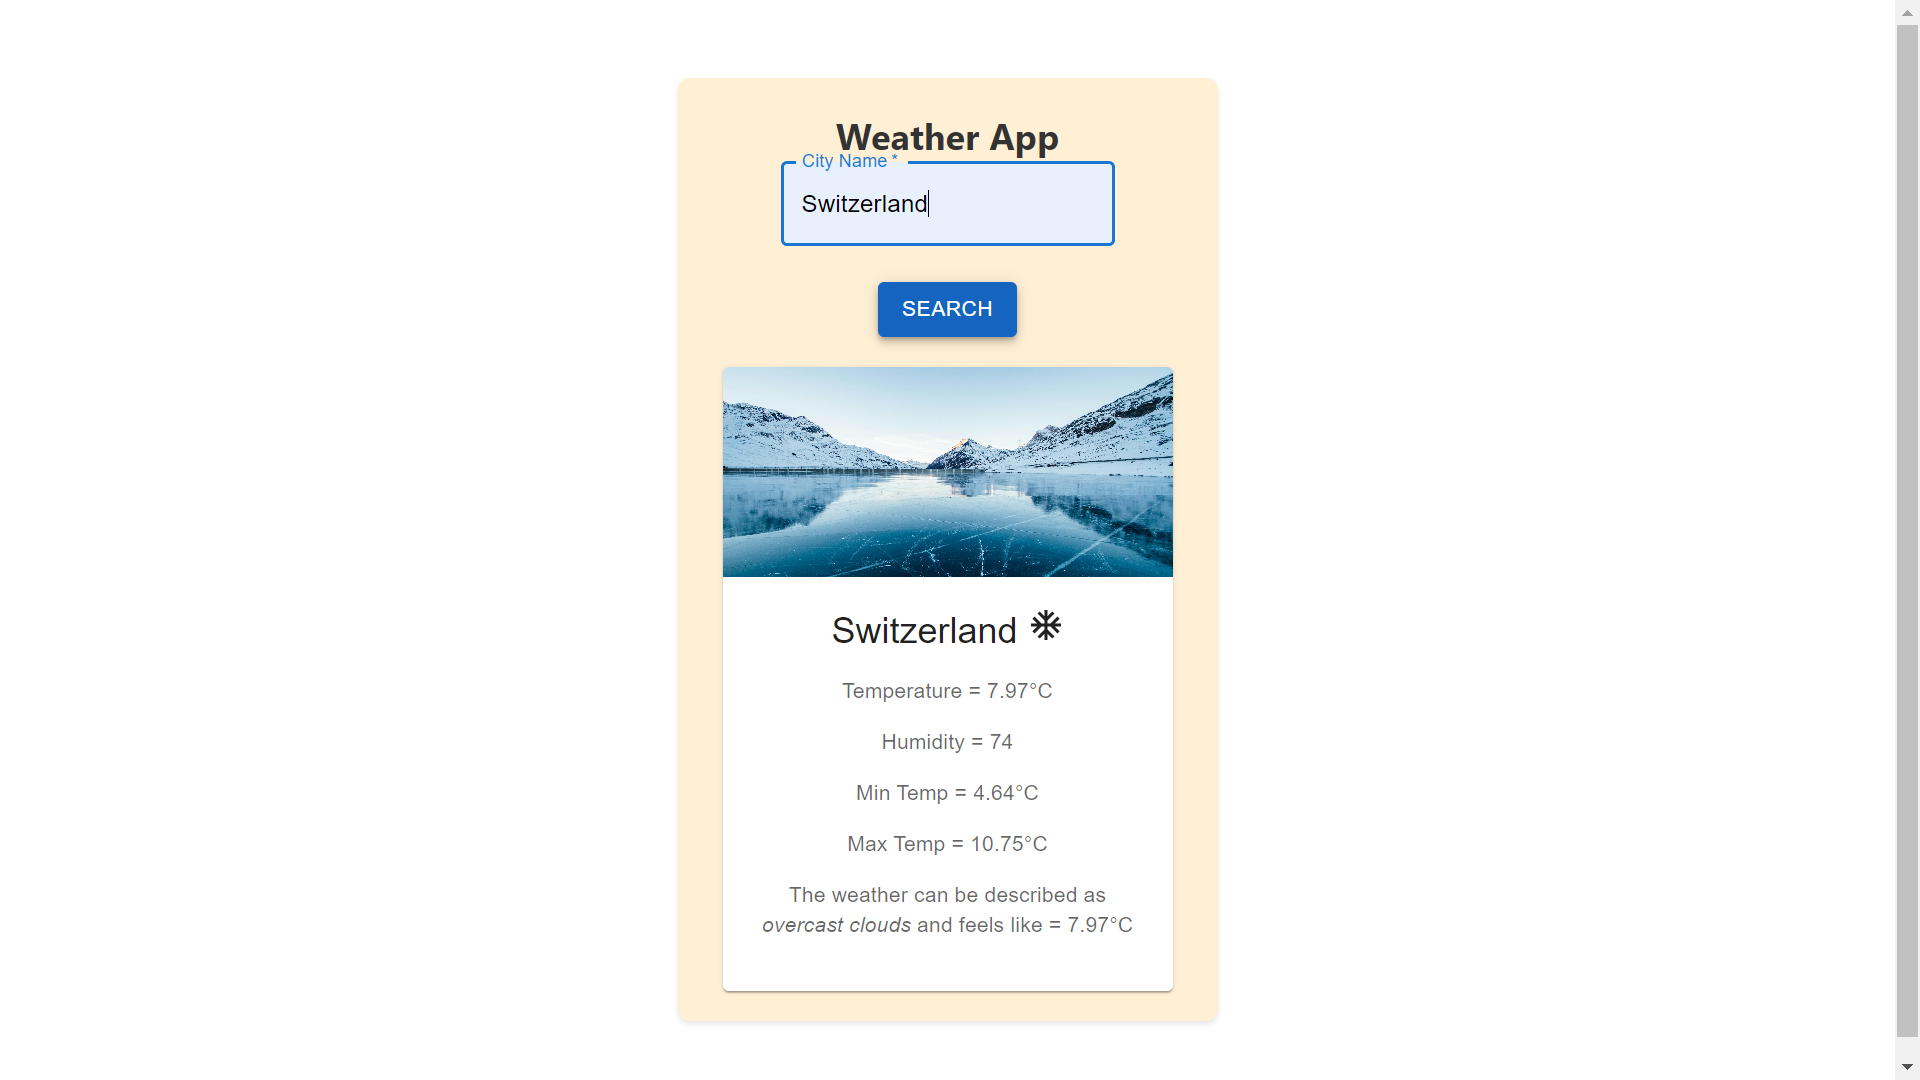 Weather App
City Name *
Switzerland
SEARCH
Switzerland
Temperature = 7.97°C
Humidity = 74
Min Temp = 4.64°C
Max Temp = 10.75°C
The weather can be described as
overcast clouds and feels like = 7.97°C